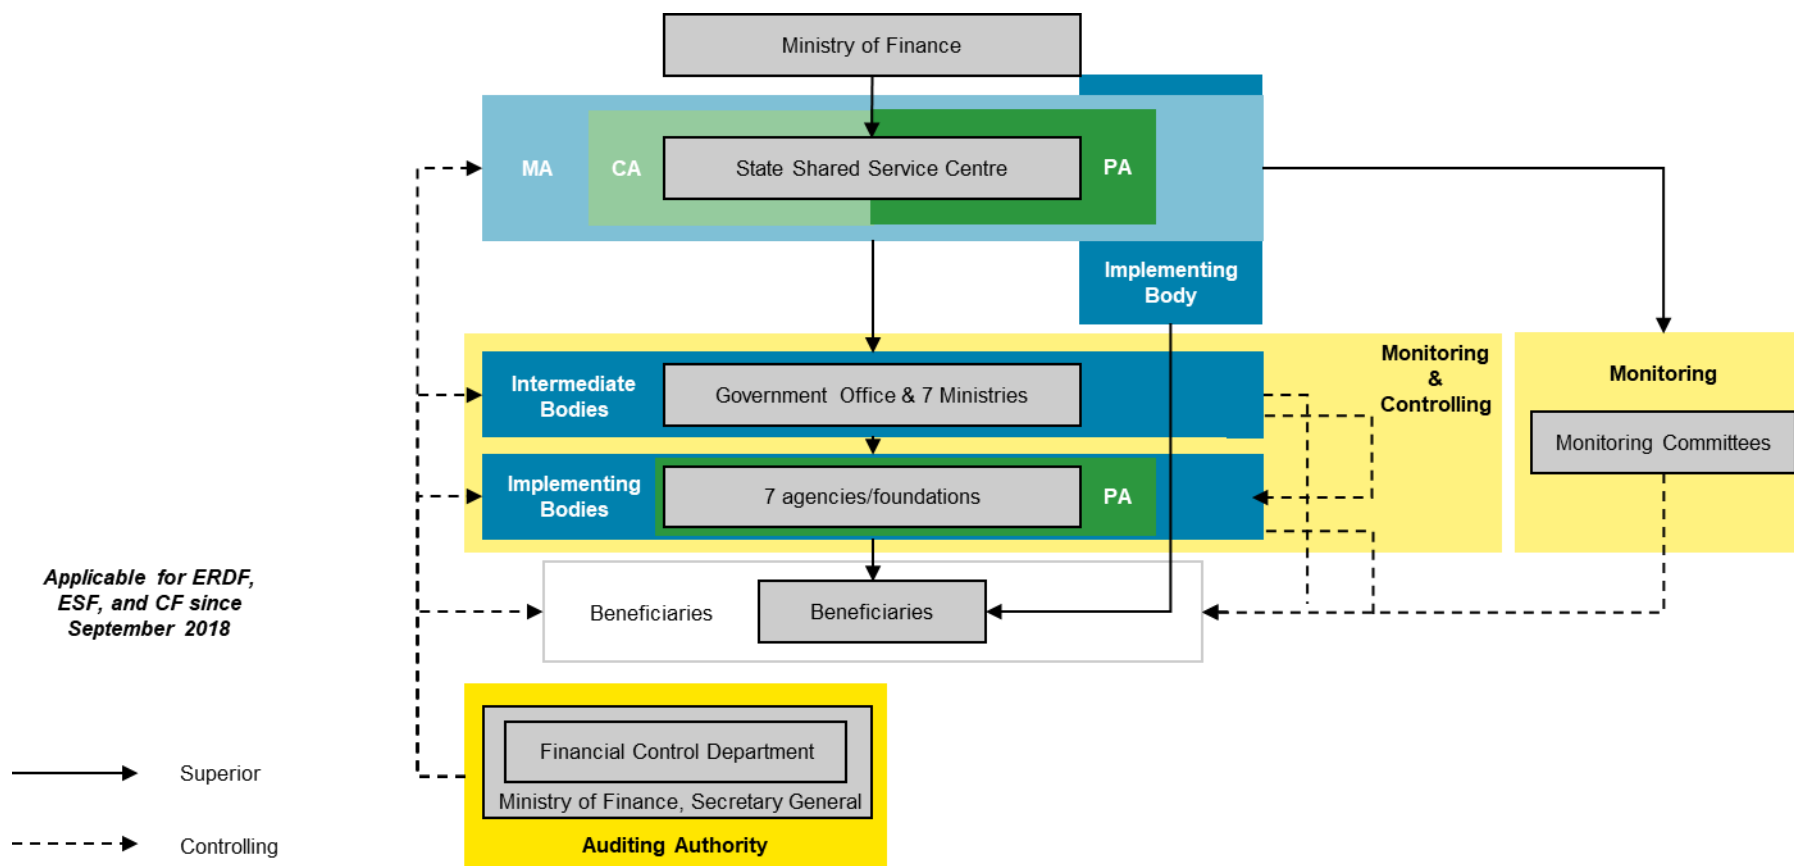 Ministry of Finance
MA
CA
State Shared Service Centre
PA
Implementing
Body
Monitoring
&
Controlling
Intermediate
Bodies
Government Office & 7 Ministries
Monitoring
Monitoring Committees
Implementing
Bodies
7 agencies/foundations
PA
Applicable for ERDF,
ESF, and CF since
September 2018
Beneficiaries
Beneficiaries
Financial Control Department
Ministry of Finance, Secretary General
Auditing Authority
Superior
Controlling